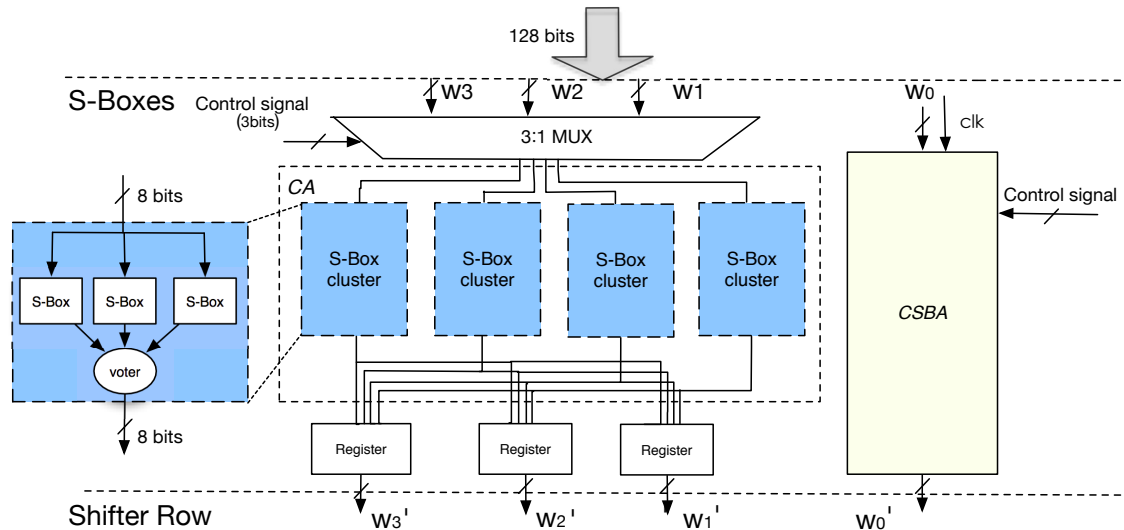 128 bits
S-Boxes
W3 W2 W1 W0
clk
Control signal
(3bits)
3:1 MUX
8 bits
CA
Control signal
S-Box cluster
S-Box cluster
S-Box cluster
S-Box cluster
S-Box S-Box S-Box
CSBA
voter
8 bits
Register Register Register
Shifter Row
W3' W2' W1' W0'